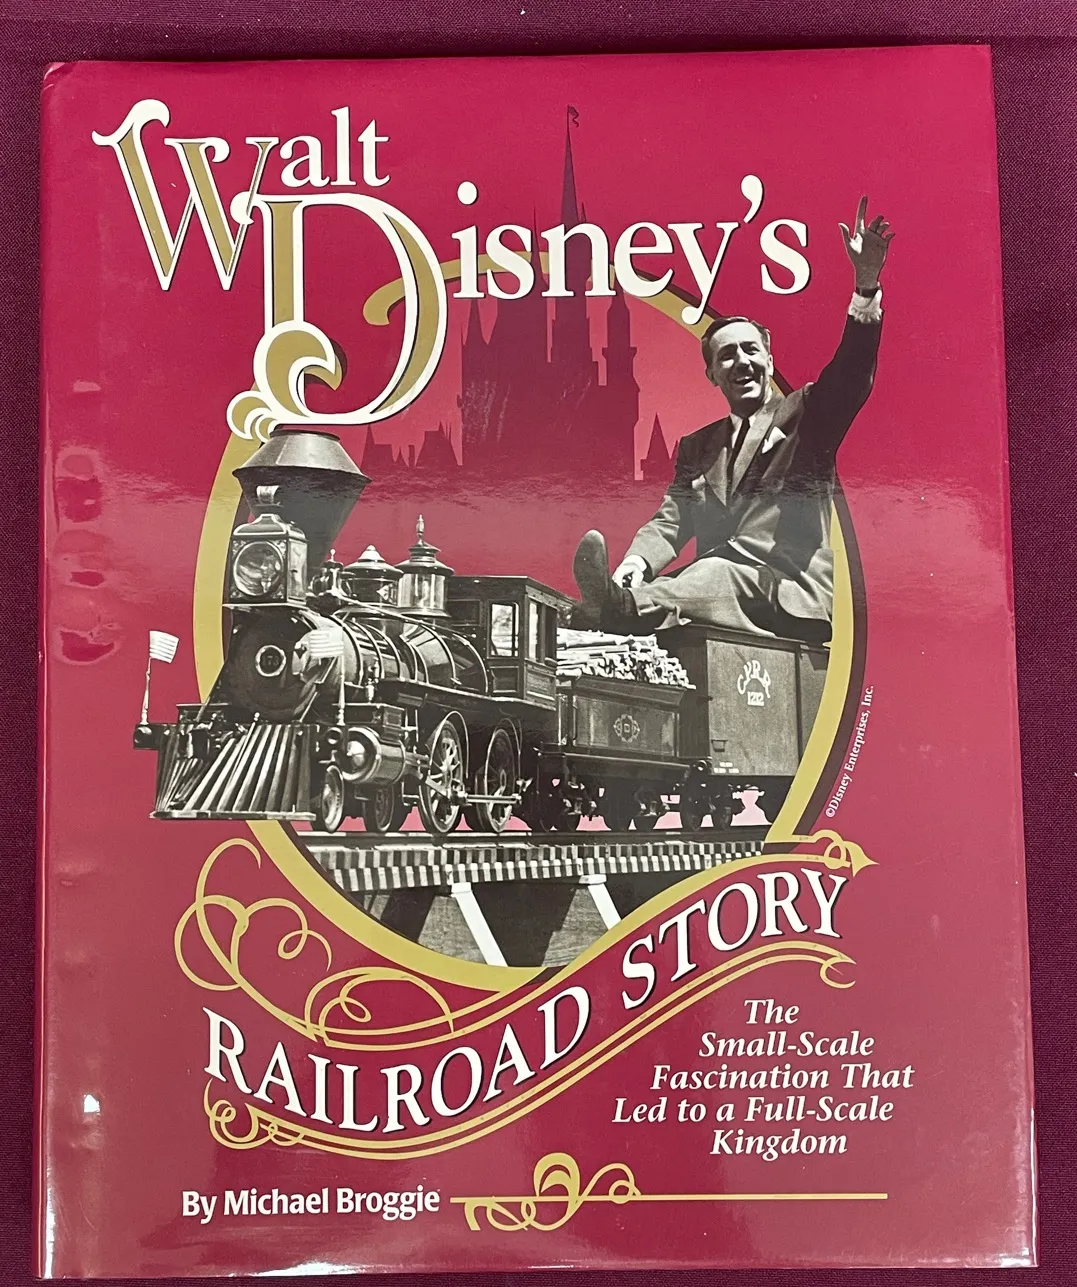 Walt
Disney's
C.P.R.R.
1212
©Disney Enterprises, Inc.
RAILROAD STORY
The
Small-Scale
Fascination That
Led to a Full-Scale
Kingdom
By Michael Broggie